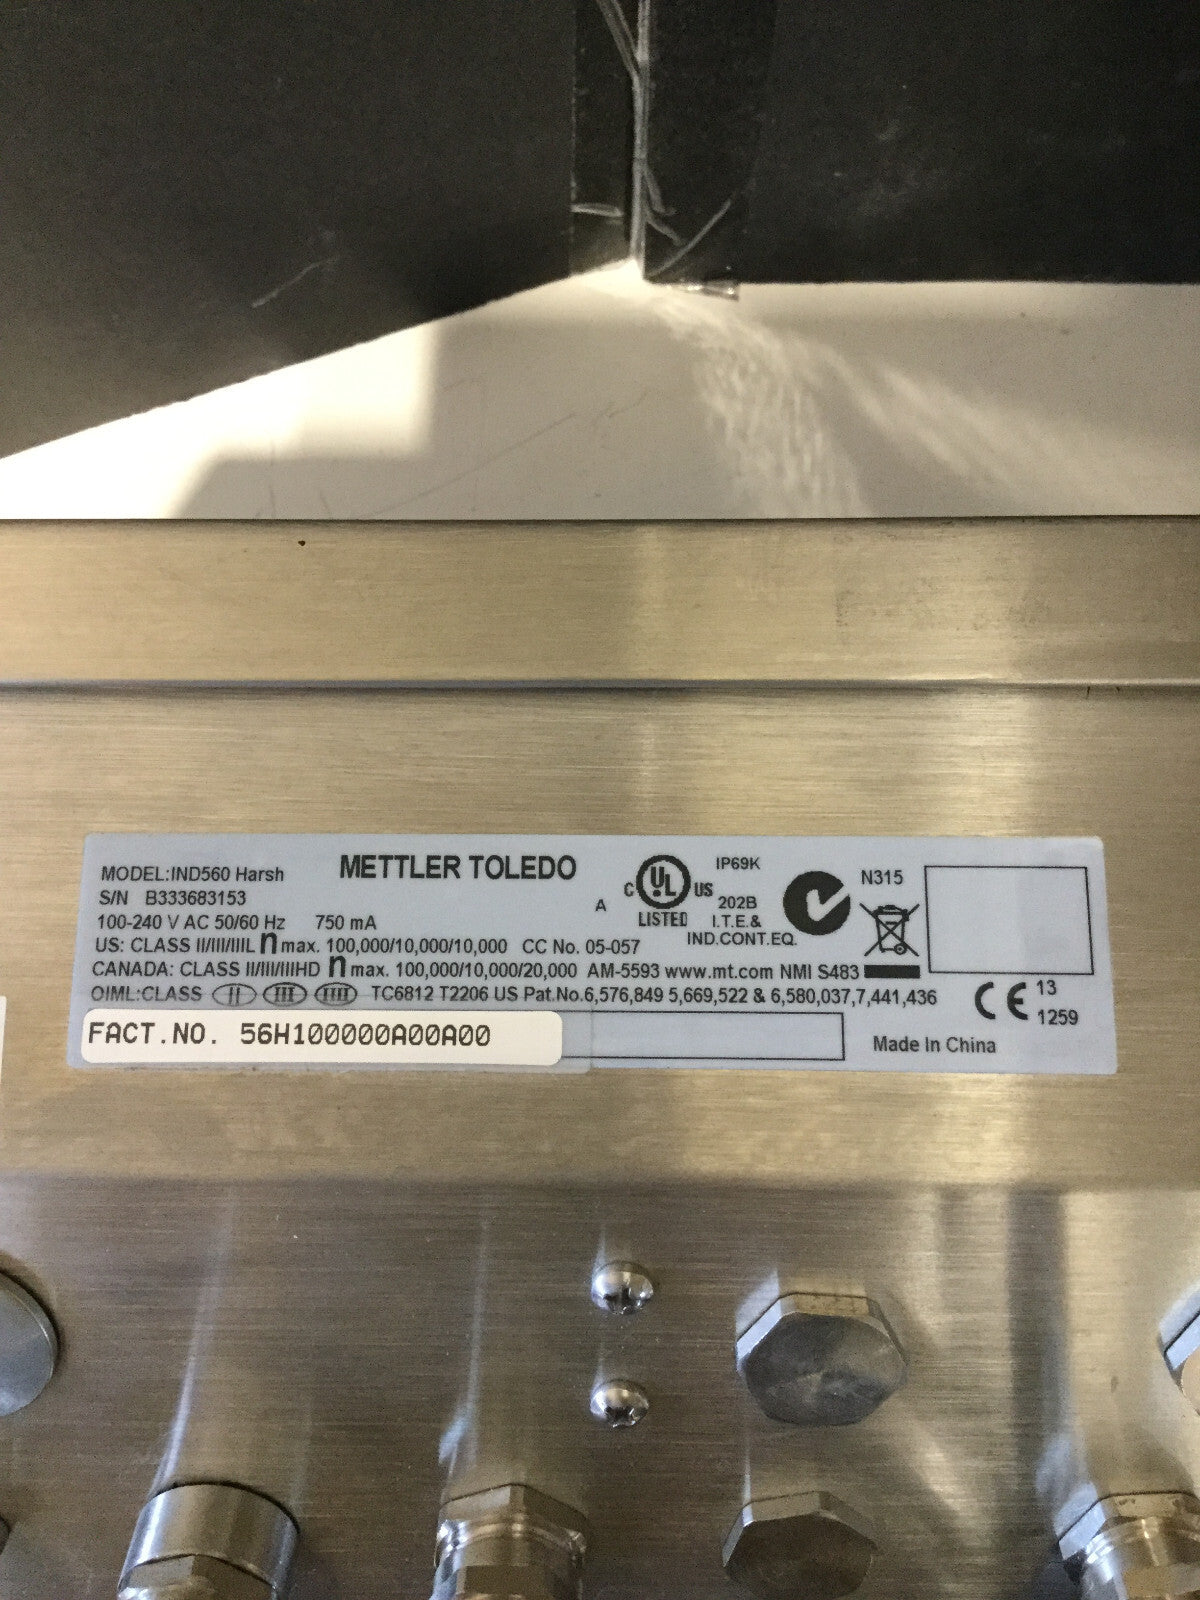 MODEL:IND560 Harsh METTLER TOLEDO
S/N B333683153
100-240 V AC 50/60 Hz 750 mA
A C UL US LISTED
IP69K
202B
I.T.E.&
IND.CONT.EQ.
N315
US: CLASS II/III/IIIL n max. 100,000/10,000/10,000 CC No. 05-057
CANADA: CLASS II/III/IIIHD n max. 100,000/10,000/20,000 AM-5593 www.mt.com NMI S483
OIML:CLASS II III IIII TC6812 T2206 US Pat.No.6,576,849 5,669,522 & 6,580,037,7,441,436
CE 13
1259
FACT.NO. 56H100000A00A00
Made In China